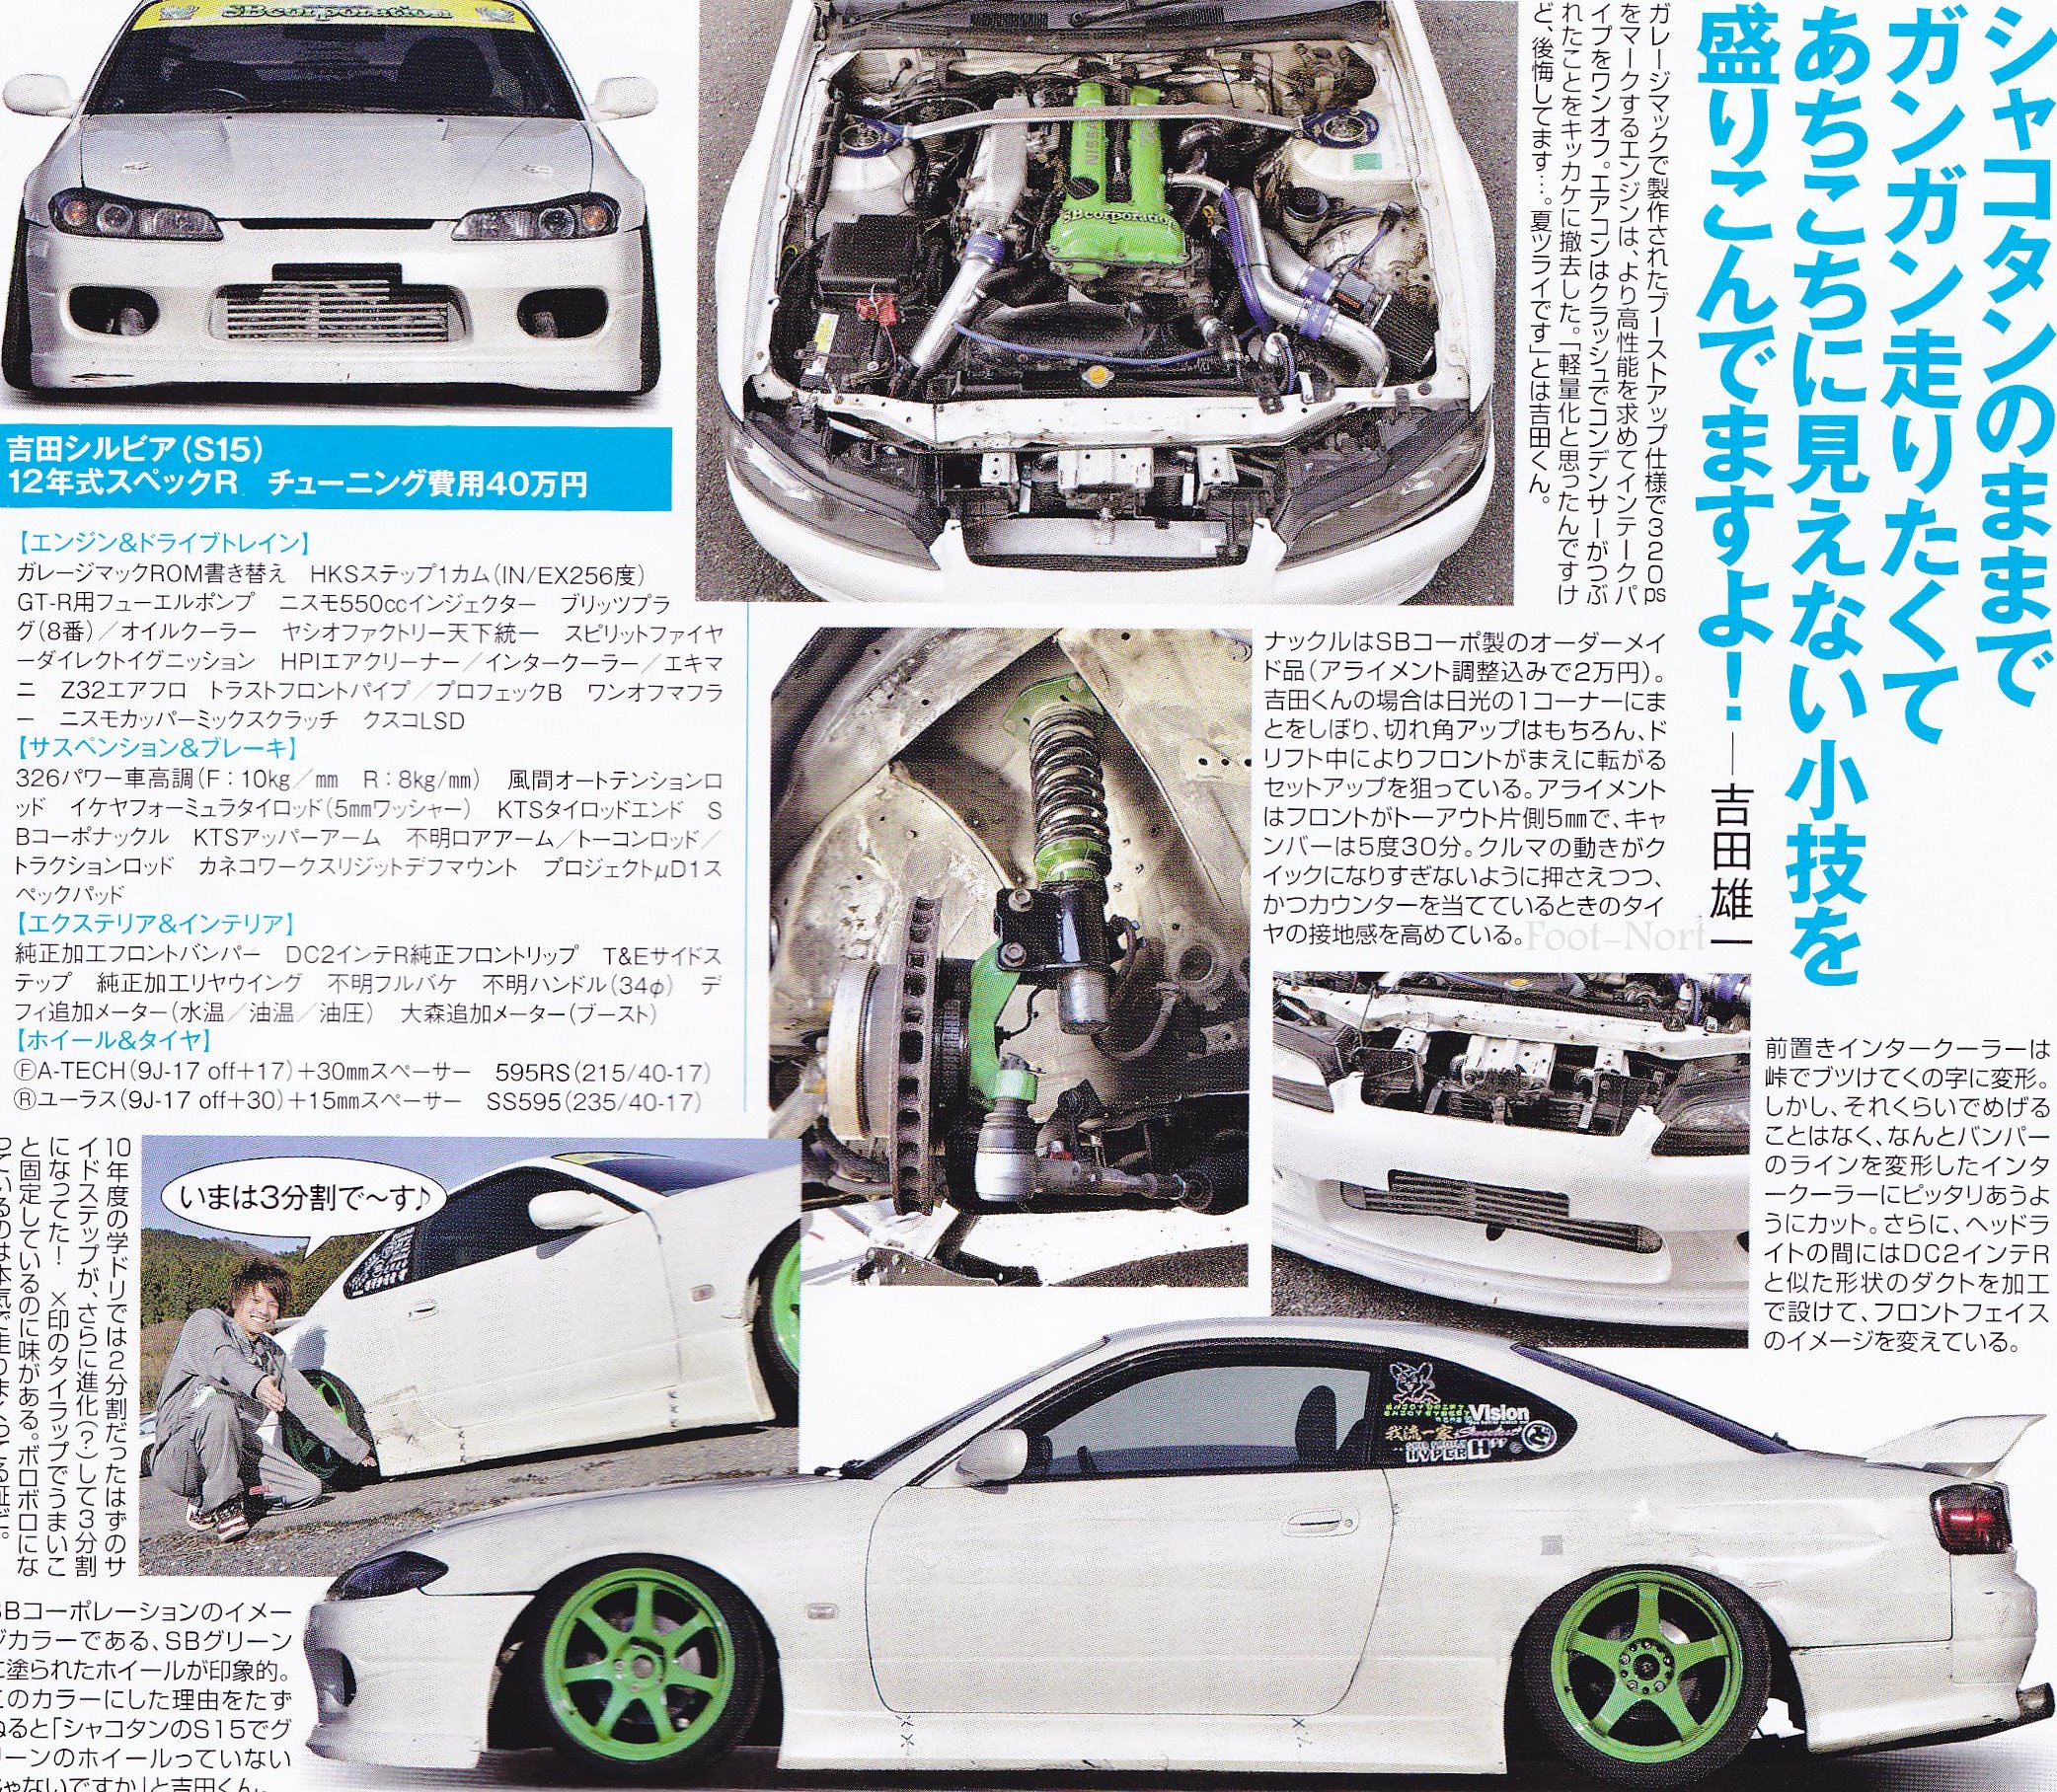 シャコタンのままで
ガンガン走りたくて
あちこちに見えない小技を
盛りこんでますよ！──吉田雄一
ガレージマックで製作されたブーストアップ仕様で320ps
をマークするエンジンは、より高性能を求めてインテークパ
イプをワンオフ。エアコンはクラッシュでコンデンサーがつぶ
れたことをキッカケに撤去した。「軽量化と思ったんですけ
ど、後悔してます…。夏ツライです」とは吉田くん。
SBcorporation
NISSAN
SBcorporation
吉田シルビア（S15）
12年式スペックR　チューニング費用40万円
【エンジン&ドライブトレイン】
ガレージマックROM書き替え　HKSステップ1カム（IN/EX256度）
GT-R用フューエルポンプ　ニスモ550ccインジェクター　ブリッツプラ
グ（8番）／オイルクーラー　ヤシオファクトリー天下統一　スピリットファイヤ
ーダイレクトイグニッション　HPIエアクリーナー／インタークーラー／エキマ
ニ　Z32エアフロ　トラストフロントパイプ／プロフェックB　ワンオフマフラ
ー　ニスモカッパーミックスクラッチ　クスコLSD
【サスペンション&ブレーキ】
326パワー車高調（F：10kg／㎜　R：8kg/㎜）　風間オートテンションロ
ッド　イケヤフォーミュラタイロッド（5㎜ワッシャー）　KTSタイロッドエンド　S
Bコーポナックル　KTSアッパーアーム　不明ロアアーム／トーコンロッド／
トラクションロッド　カネコワークスリジットデフマウント　プロジェクトμD1ス
ペックパッド
【エクステリア&インテリア】
純正加工フロントバンパー　DC2インテR純正フロントリップ　T&Eサイドス
テップ　純正加工リヤウイング　不明フルバケ　不明ハンドル（34φ）　デ
フィ追加メーター（水温／油温／油圧）　大森追加メーター（ブースト）
【ホイール&タイヤ】
ⒻA-TECH（9J-17 off+17）+30㎜スペーサー　595RS（215/40-17）
Ⓡユーラス（9J-17 off+30）+15㎜スペーサー　SS595（235/40-17）
ナックルはSBコーポ製のオーダーメイ
ド品（アライメント調整込みで2万円）。
吉田くんの場合は日光の1コーナーにま
とをしぼり、切れ角アップはもちろん、ド
リフト中によりフロントがまえに転がる
セットアップを狙っている。アライメント
はフロントがトーアウト片側5㎜で、キャ
ンバーは5度30分。クルマの動きがク
イックになりすぎないように押さえつつ、
かつカウンターを当てているときのタイ
ヤの接地感を高めている。
Foot-Nort
前置きインタークーラーは
峠でブツけてくの字に変形。
しかし、それくらいでめげる
ことはなく、なんとバンパー
のラインを変形したインタ
ークーラーにピッタリあうよ
うにカット。さらに、ヘッドラ
イトの間にはDC2インテR
と似た形状のダクトを加工
で設けて、フロントフェイス
のイメージを変えている。
いまは3分割で〜す♪
10年度の学ドリでは2分割だったはずのサ
イドステップが、さらに進化（？）して3分割
になってた！　×印のタイラップでうまいこ
と固定しているのに味がある。ボロボロにな
っているのは本気で走りまくってる証だ。
Vision
我流一家
HYPER
Bコーポレーションのイメー
ジカラーである、SBグリーン
に塗られたホイールが印象的。
このカラーにした理由をたず
ねると「シャコタンのS15でグ
リーンのホイールっていない
じゃないですか」と吉田くん。